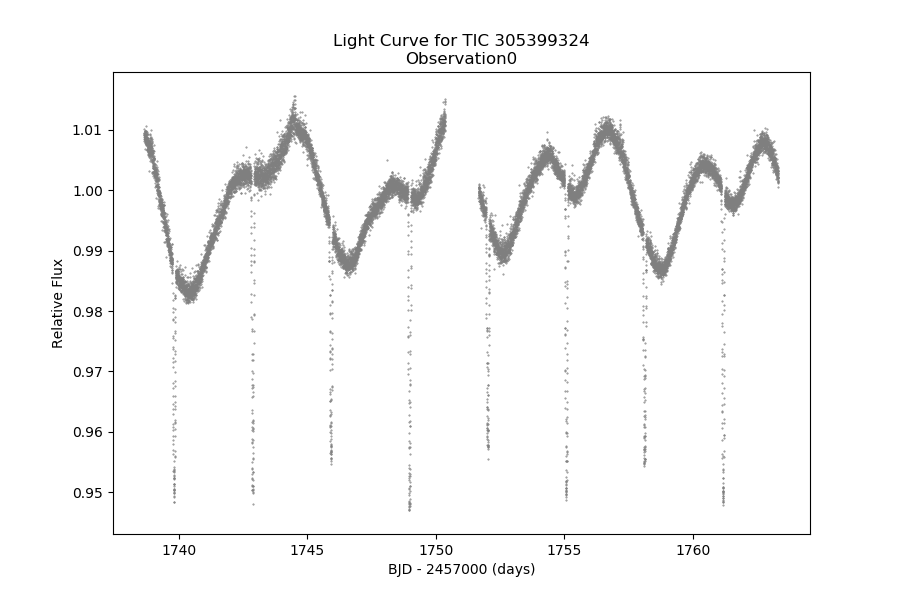 Light Curve for TIC 305399324
Observation0
Relative Flux
1.01
1.00
0.99
0.98
0.97
0.96
0.95
1740 1745 1750 1755 1760
BJD - 2457000 (days)